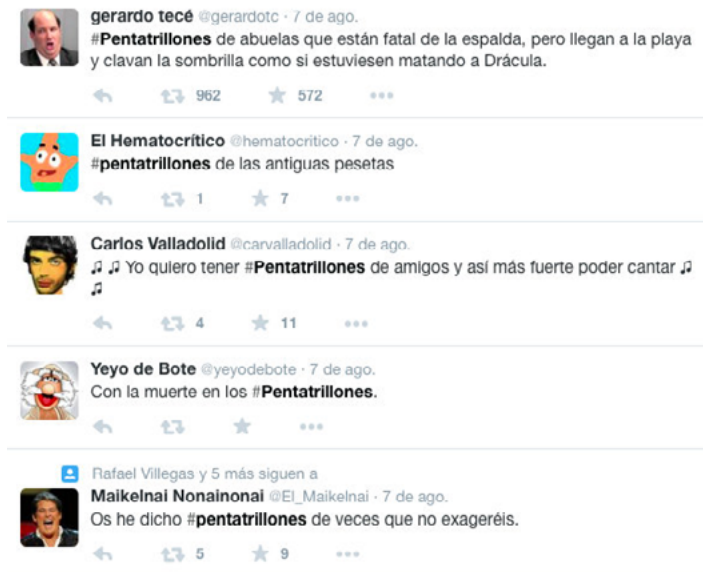 gerardo tecé @gerardotc · 7 de ago.
#Pentatrillones de abuelas que están fatal de la espalda, pero llegan a la playa
y clavan la sombrilla como si estuviesen matando a Drácula.
962 572
El Hematocrítico @hematocritico · 7 de ago.
#pentatrillones de las antiguas pesetas
1 7
Carlos Valladolid @carvalladolid · 7 de ago.
♫ ♫ Yo quiero tener #Pentatrillones de amigos y así más fuerte poder cantar ♫
♫
4 11
Yeyo de Bote @yeyodebote · 7 de ago.
Con la muerte en los #Pentatrillones.
Rafael Villegas y 5 más siguen a
Maikelnai Nonainonai @El_Maikelnai · 7 de ago.
Os he dicho #pentatrillones de veces que no exageréis.
5 9